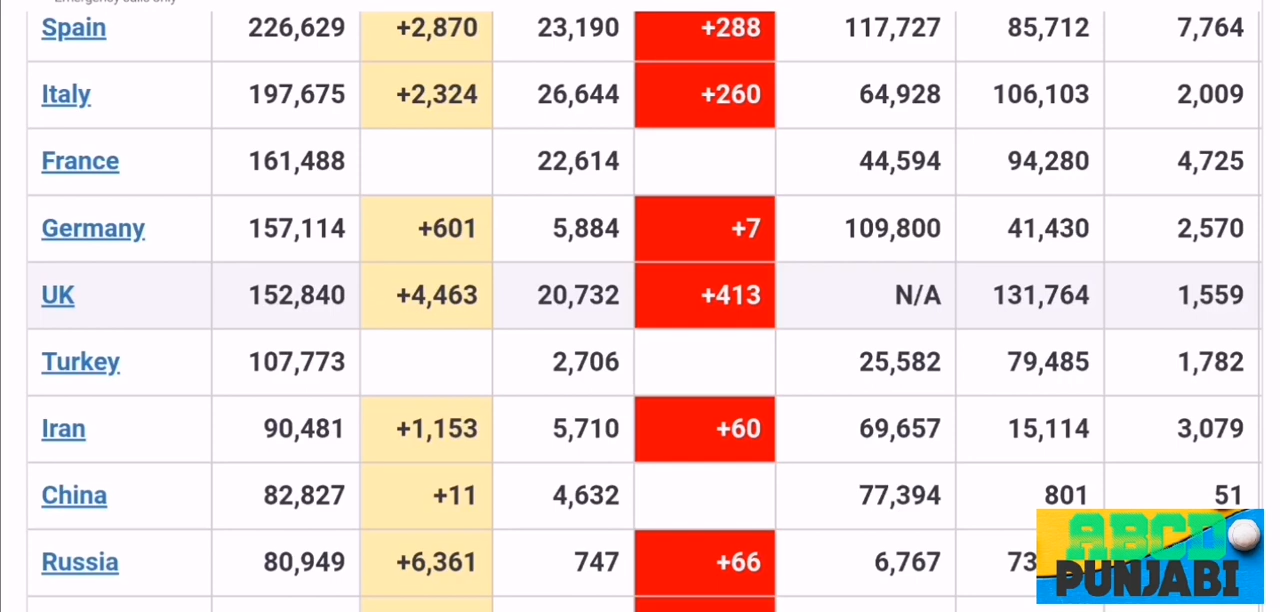 Emergency calls only
Spain 226,629 +2,870 23,190 +288 117,727 85,712 7,764
Italy 197,675 +2,324 26,644 +260 64,928 106,103 2,009
France 161,488 22,614 44,594 94,280 4,725
Germany 157,114 +601 5,884 +7 109,800 41,430 2,570
UK 152,840 +4,463 20,732 +413 N/A 131,764 1,559
Turkey 107,773 2,706 25,582 79,485 1,782
Iran 90,481 +1,153 5,710 +60 69,657 15,114 3,079
China 82,827 +11 4,632 77,394 801 51
Russia 80,949 +6,361 747 +66 6,767 73
ABCD
PUNJABI